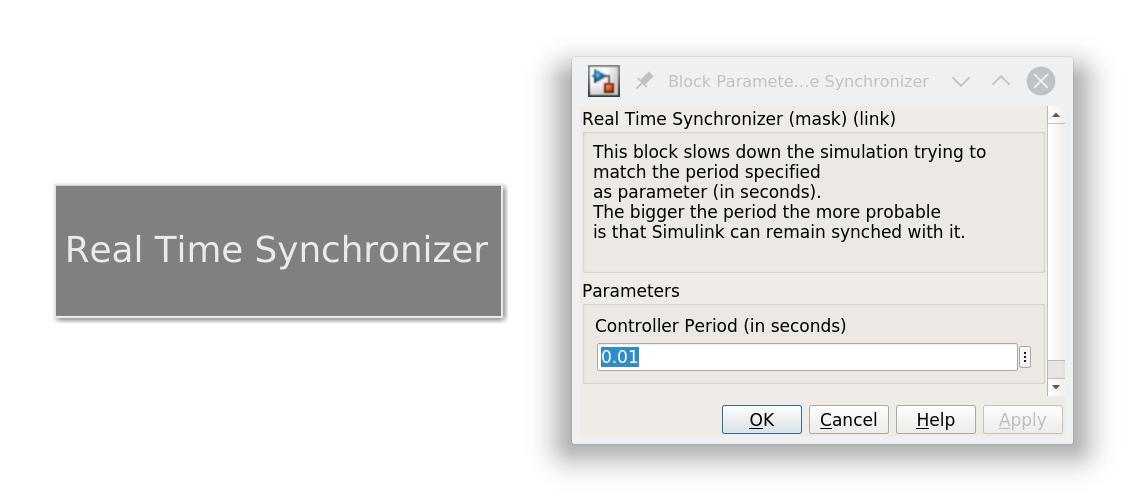 Real Time Synchronizer
Block Paramete...e Synchronizer
Real Time Synchronizer (mask) (link)
This block slows down the simulation trying to
match the period specified
as parameter (in seconds).
The bigger the period the more probable
is that Simulink can remain synched with it.
Parameters
Controller Period (in seconds)
0.01
OK Cancel Help Apply